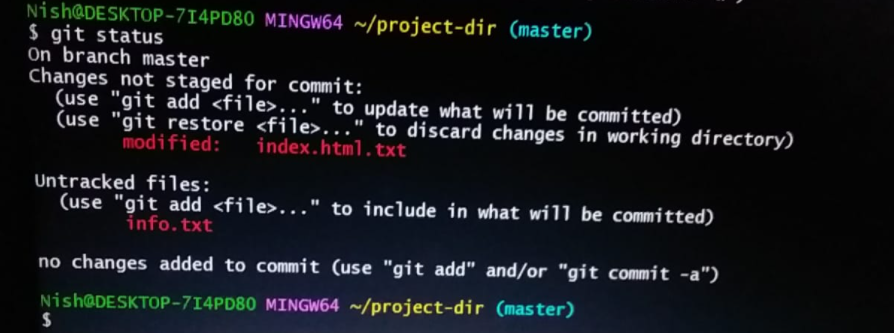 Nish@DESKTOP-7I4PD80 MINGW64 ~/project-dir (master)
$ git status
On branch master
Changes not staged for commit:
  (use "git add <file>..." to update what will be committed)
  (use "git restore <file>..." to discard changes in working directory)
        modified:   index.html.txt

Untracked files:
  (use "git add <file>..." to include in what will be committed)
        info.txt

no changes added to commit (use "git add" and/or "git commit -a")

Nish@DESKTOP-7I4PD80 MINGW64 ~/project-dir (master)
$